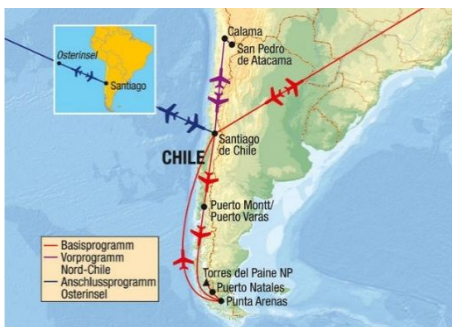 Osterinsel
Santiago
Calama
San Pedro
de Atacama
Santiago
de Chile
CHILE
Puerto Montt/
Puerto Varas
Torres del Paine NP
Puerto Natales
Punta Arenas
Basisprogramm
Vorprogramm
Nord-Chile
Anschlussprogramm
Osterinsel